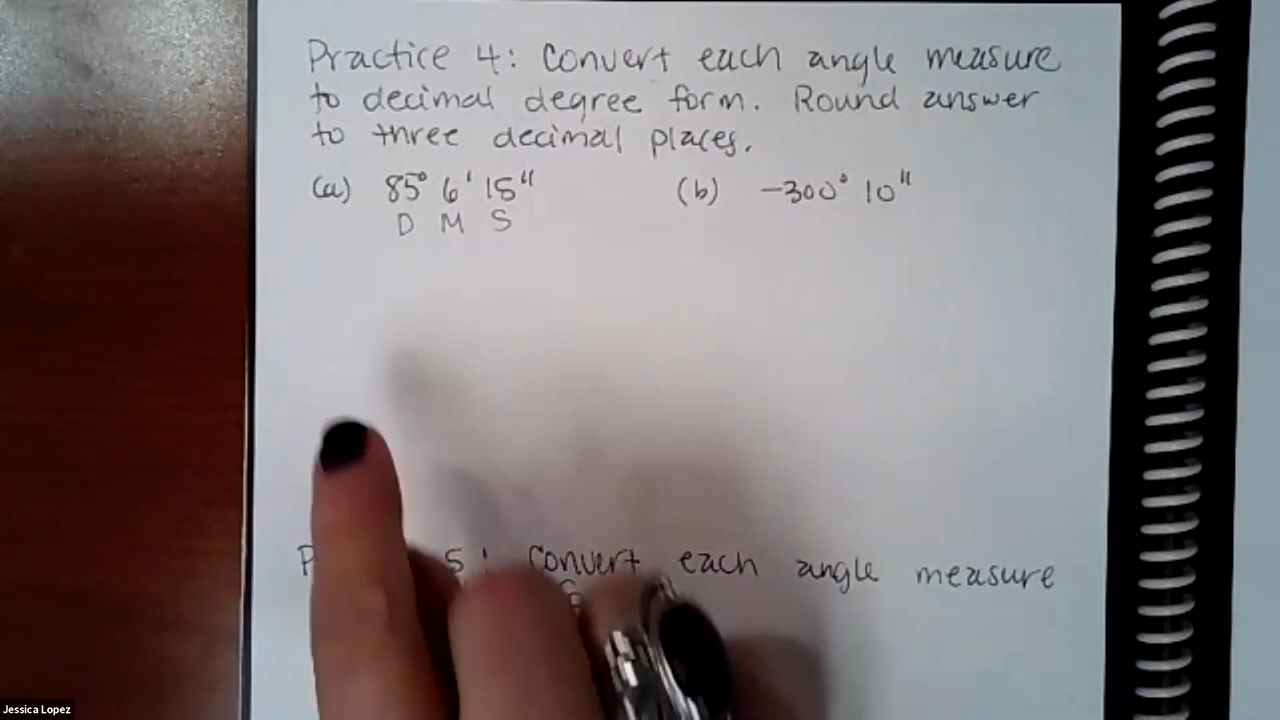 Practice 4: Convert each angle measure
to decimal degree form. Round answer
to three decimal places.
(a) 85° 6' 15" (b) -300° 10"
D M S
5: Convert each angle measure
Jessica Lopez